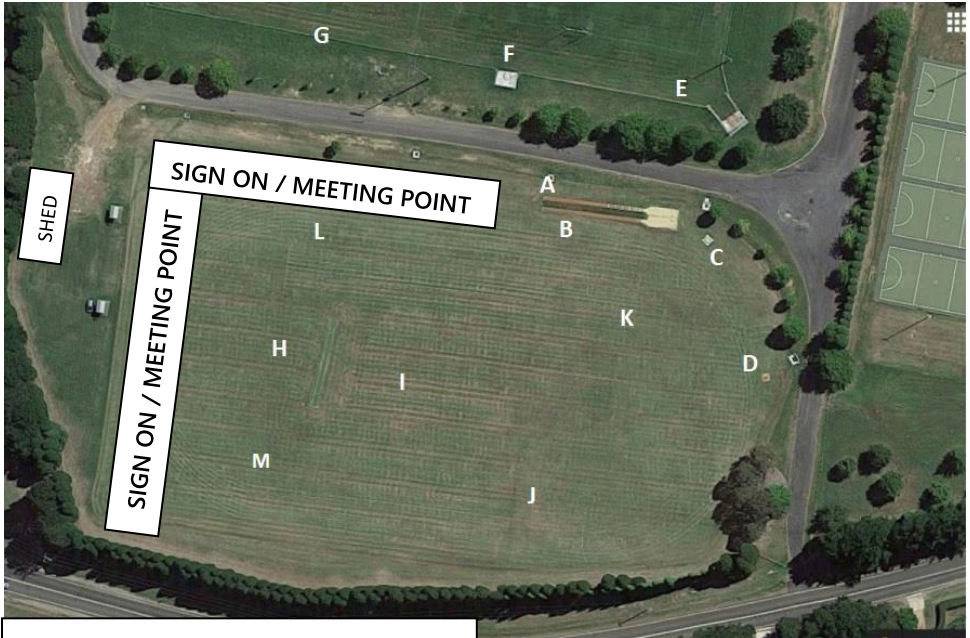 G
F
E
SIGN ON / MEETING POINT
A
SHED
B
L
SIGN ON / MEETING POINT
C
K
H
D
I
M
J